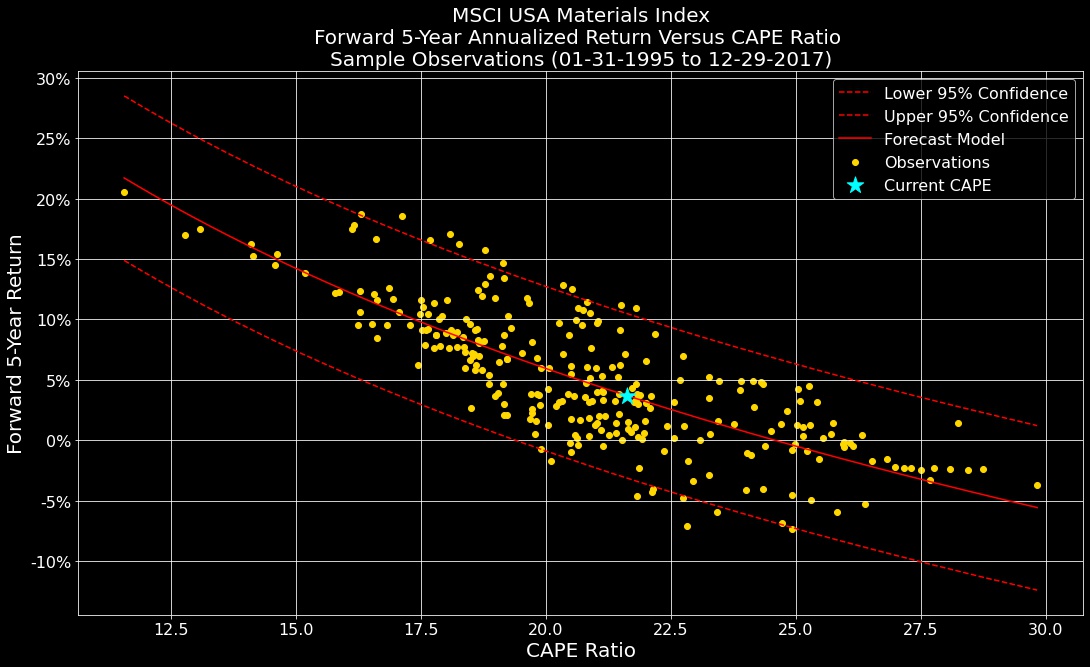 MSCI USA Materials Index
Forward 5-Year Annualized Return Versus CAPE Ratio
Sample Observations (01-31-1995 to 12-29-2017)
Lower 95% Confidence
Upper 95% Confidence
Forecast Model
Observations
Current CAPE
Forward 5-Year Return
30%
25%
20%
15%
10%
5%
0%
-5%
-10%
12.5 15.0 17.5 20.0 22.5 25.0 27.5 30.0
CAPE Ratio